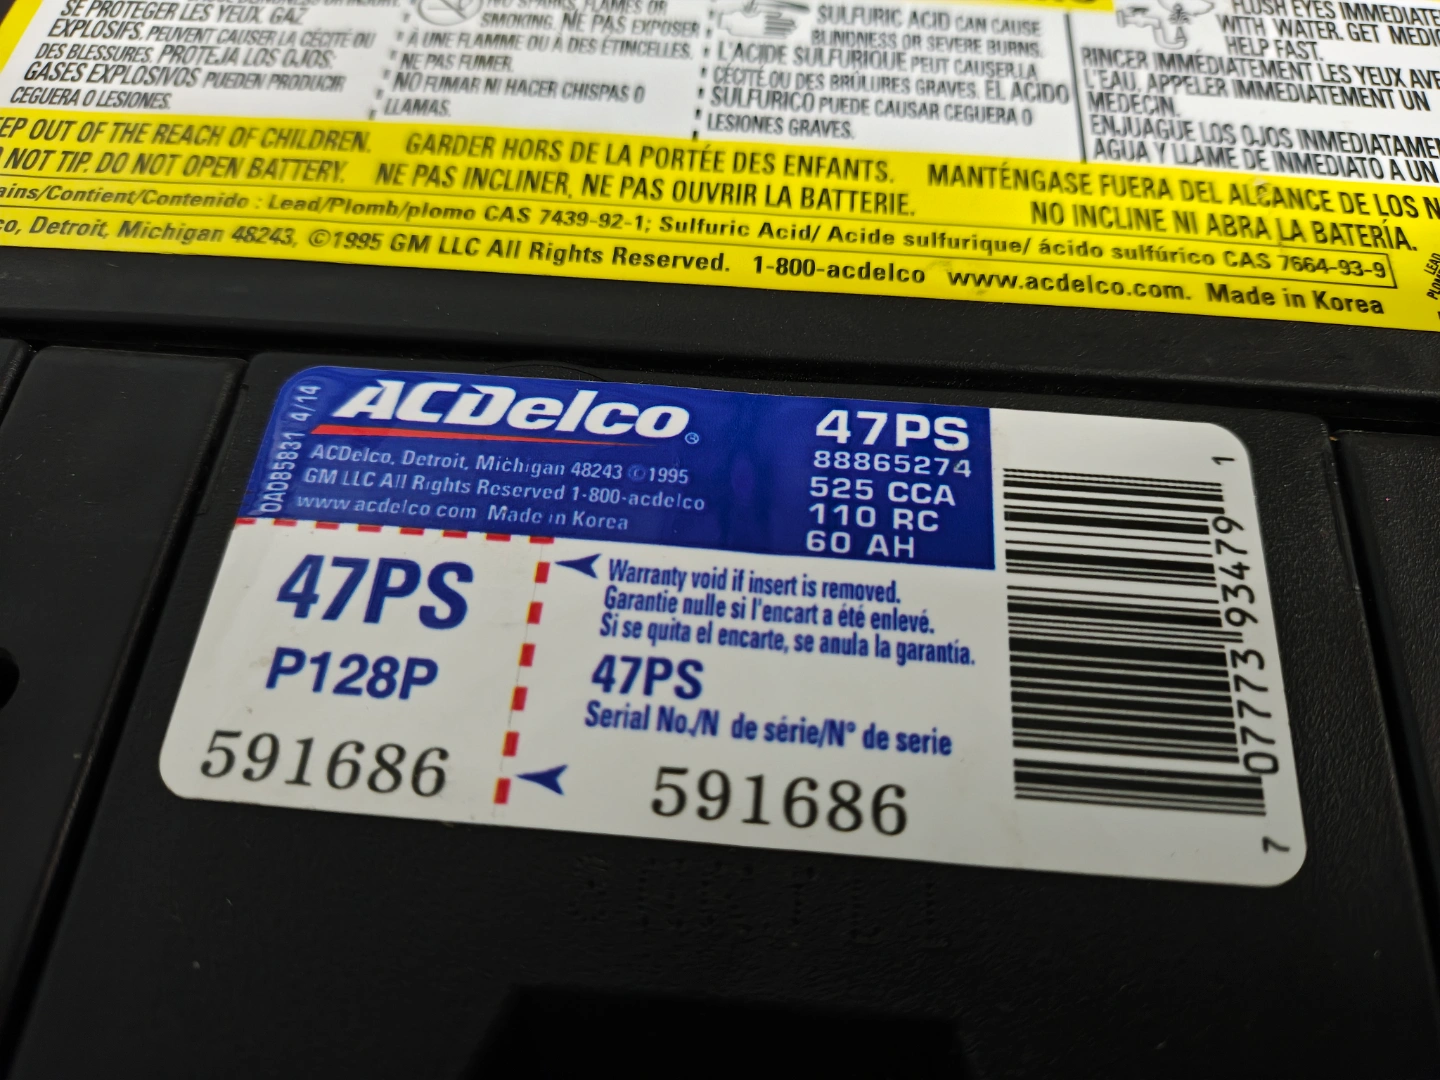 SE PROTÉGER LES YEUX. GAZ
EXPLOSIFS. PEUVENT CAUSER LA CÉCITÉ OU
DES BLESSURES. PROTEJA LOS OJOS:
GASES EXPLOSIVOS PUEDEN PRODUCIR
CEGUERA O LESIONES.
NO SPARKS, FLAMES OR
SMOKING. NE PAS EXPOSER
À UNE FLAMME OU À DES ÉTINCELLES.
NE PAS FUMER.
NO FUMAR NI HACER CHISPAS O
LLAMAS.
SULFURIC ACID CAN CAUSE
BLINDNESS OR SEVERE BURNS.
L'ACIDE SULFURIQUE PEUT CAUSER LA
CÉCITÉ OU DES BRÛLURES GRAVES. EL ACIDO
SULFURICO PUEDE CAUSAR CEGUERA O
LESIONES GRAVES.
FLUSH EYES IMMEDIATE
WITH WATER. GET MEDIC
HELP FAST.
RINCER IMMÉDIATEMENT LES YEUX AVE
L'EAU, APPELER IMMEDIATEMENT UN
MEDECIN.
ENJUAGUE LOS OJOS INMEDIATAME
AGUA Y LLAME DE INMEDIATO A UN
EEP OUT OF THE REACH OF CHILDREN. GARDER HORS DE LA PORTÉE DES ENFANTS. MANTÉNGASE FUERA DEL ALCANCE DE LOS N
NOT TIP. DO NOT OPEN BATTERY. NE PAS INCLINER, NE PAS OUVRIR LA BATTERIE. NO INCLINE NI ABRA LA BATERÍA.
ains/Contient/Contenido : Lead/Plomb/plomo CAS 7439-92-1; Sulfuric Acid/ Acide sulfurique/ ácido sulfúrico CAS 7664-93-9
co, Detroit, Michigan 48243, ©1995 GM LLC All Rights Reserved. 1-800-acdelco www.acdelco.com. Made in Korea
LEAD
0AD85831 4/14
ACDelco®
ACDelco, Detroit, Michigan 48243 ©1995
GM LLC All Rights Reserved 1-800-acdelco
www.acdelco com Made in Korea
47PS
88865274
525 CCA
110 RC
60 AH
47PS
P128P
591686
Warranty void if insert is removed.
Garantie nulle si l'encart a été enlevé.
Si se quita el encarte, se anula la garantía.
47PS
Serial No./N de série/N° de serie
591686
7 07773 93479 1